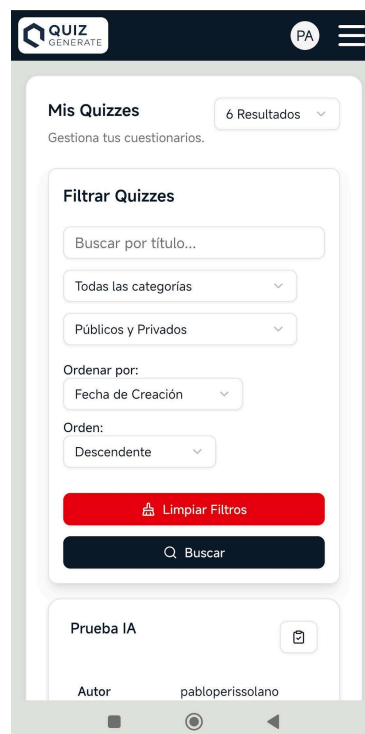 QUIZ
GENERATE
PA
Mis Quizzes
6 Resultados
Gestiona tus cuestionarios.
Filtrar Quizzes
Buscar por título...
Todas las categorías
Públicos y Privados
Ordenar por:
Fecha de Creación
Orden:
Descendente
Limpiar Filtros
Buscar
Prueba IA
Autor pabloperissolano